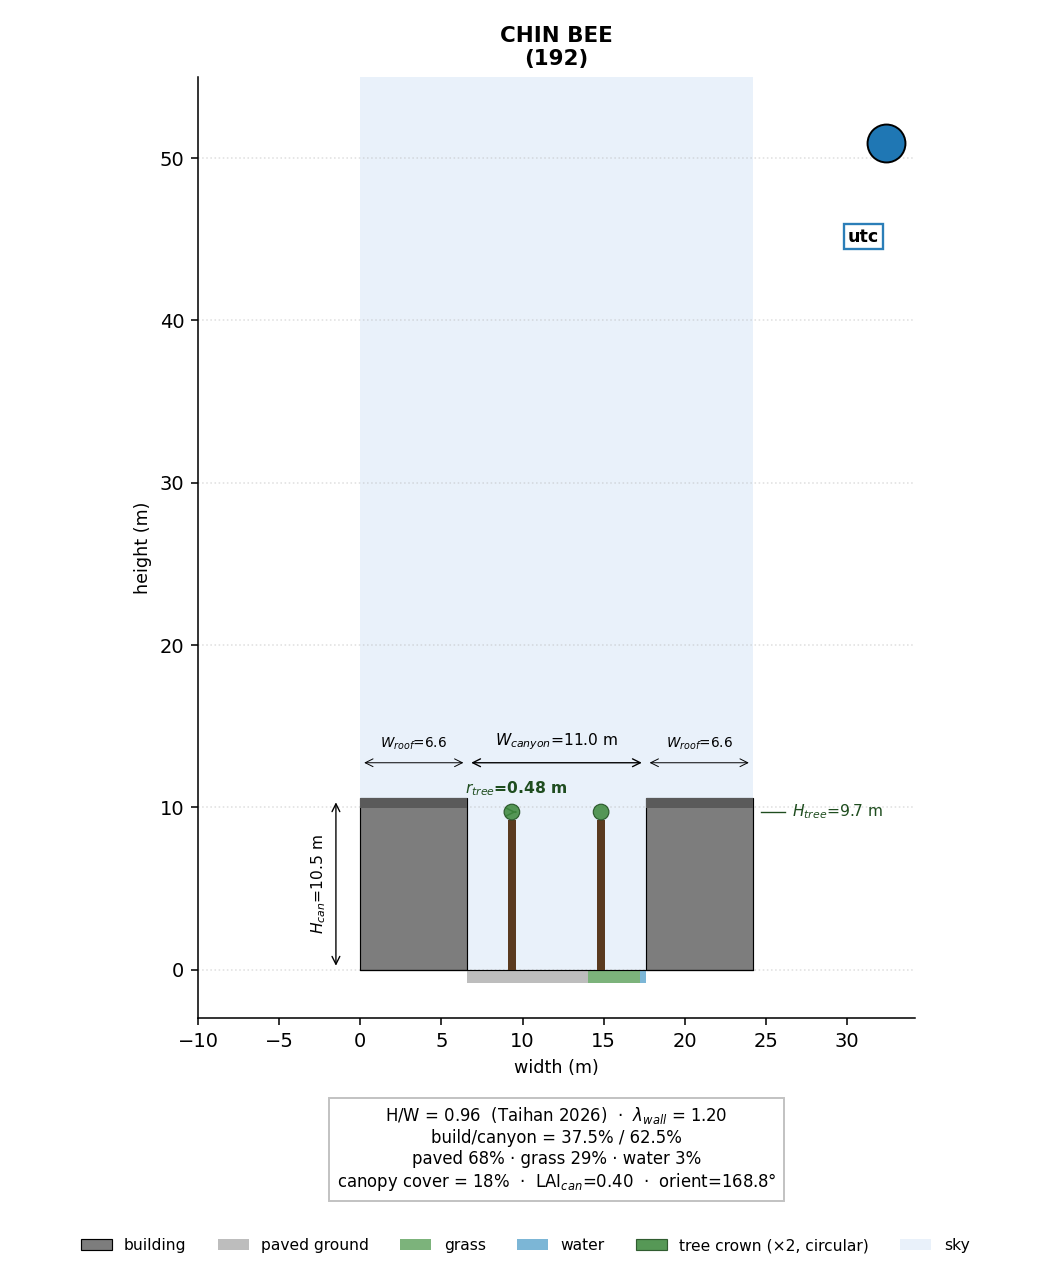 CHIN BEE
(192)
50
40
30
20
10
0
height (m)
utc
W_roof=6.6
W_canyon=11.0 m
W_roof=6.6
r_tree=0.48 m
H_tree=9.7 m
H_can=10.5 m
−10 −5 0 5 10 15 20 25 30
width (m)
H/W = 0.96 (Taihan 2026) · λ_wall = 1.20
build/canyon = 37.5% / 62.5%
paved 68% · grass 29% · water 3%
canopy cover = 18% · LAI_can=0.40 · orient=168.8°
building paved ground grass water tree crown (×2, circular) sky